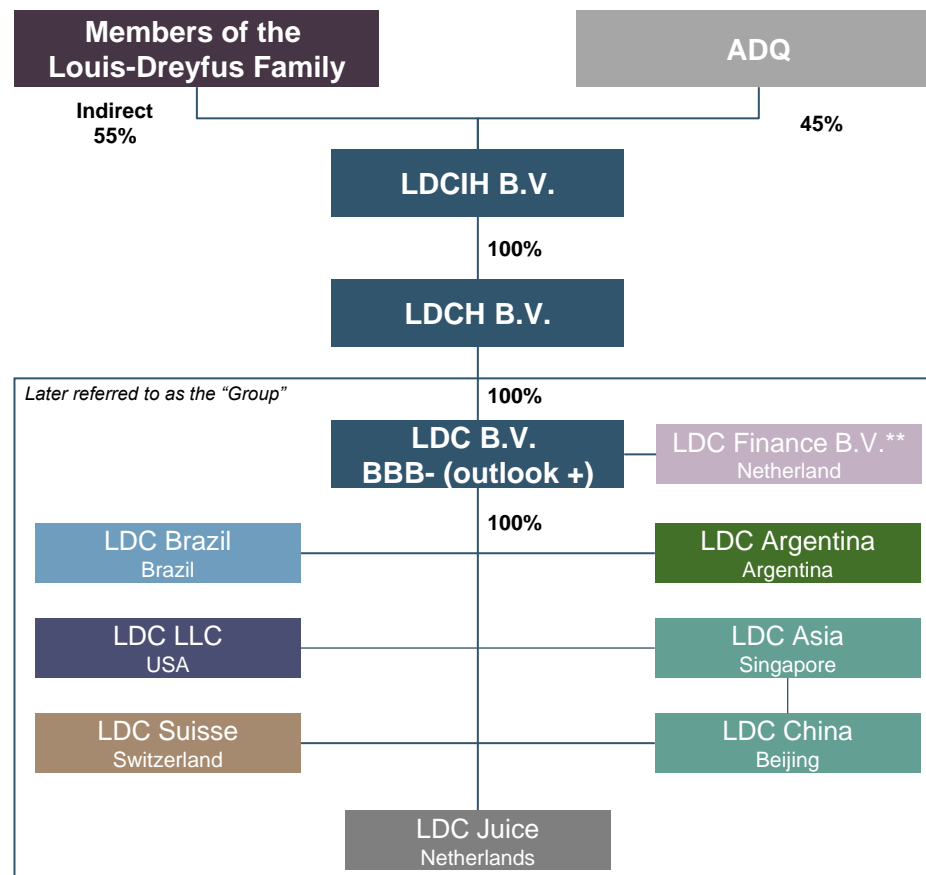 Members of the
Louis-Dreyfus Family
ADQ
Indirect
55%
45%
LDCIH B.V.
100%
LDCH B.V.
Later referred to as the “Group”
100%
LDC B.V.
BBB- (outlook +)
LDC Finance B.V.**
Netherland
100%
LDC Brazil
Brazil
LDC Argentina
Argentina
LDC LLC
USA
LDC Asia
Singapore
LDC Suisse
Switzerland
LDC China
Beijing
LDC Juice
Netherlands